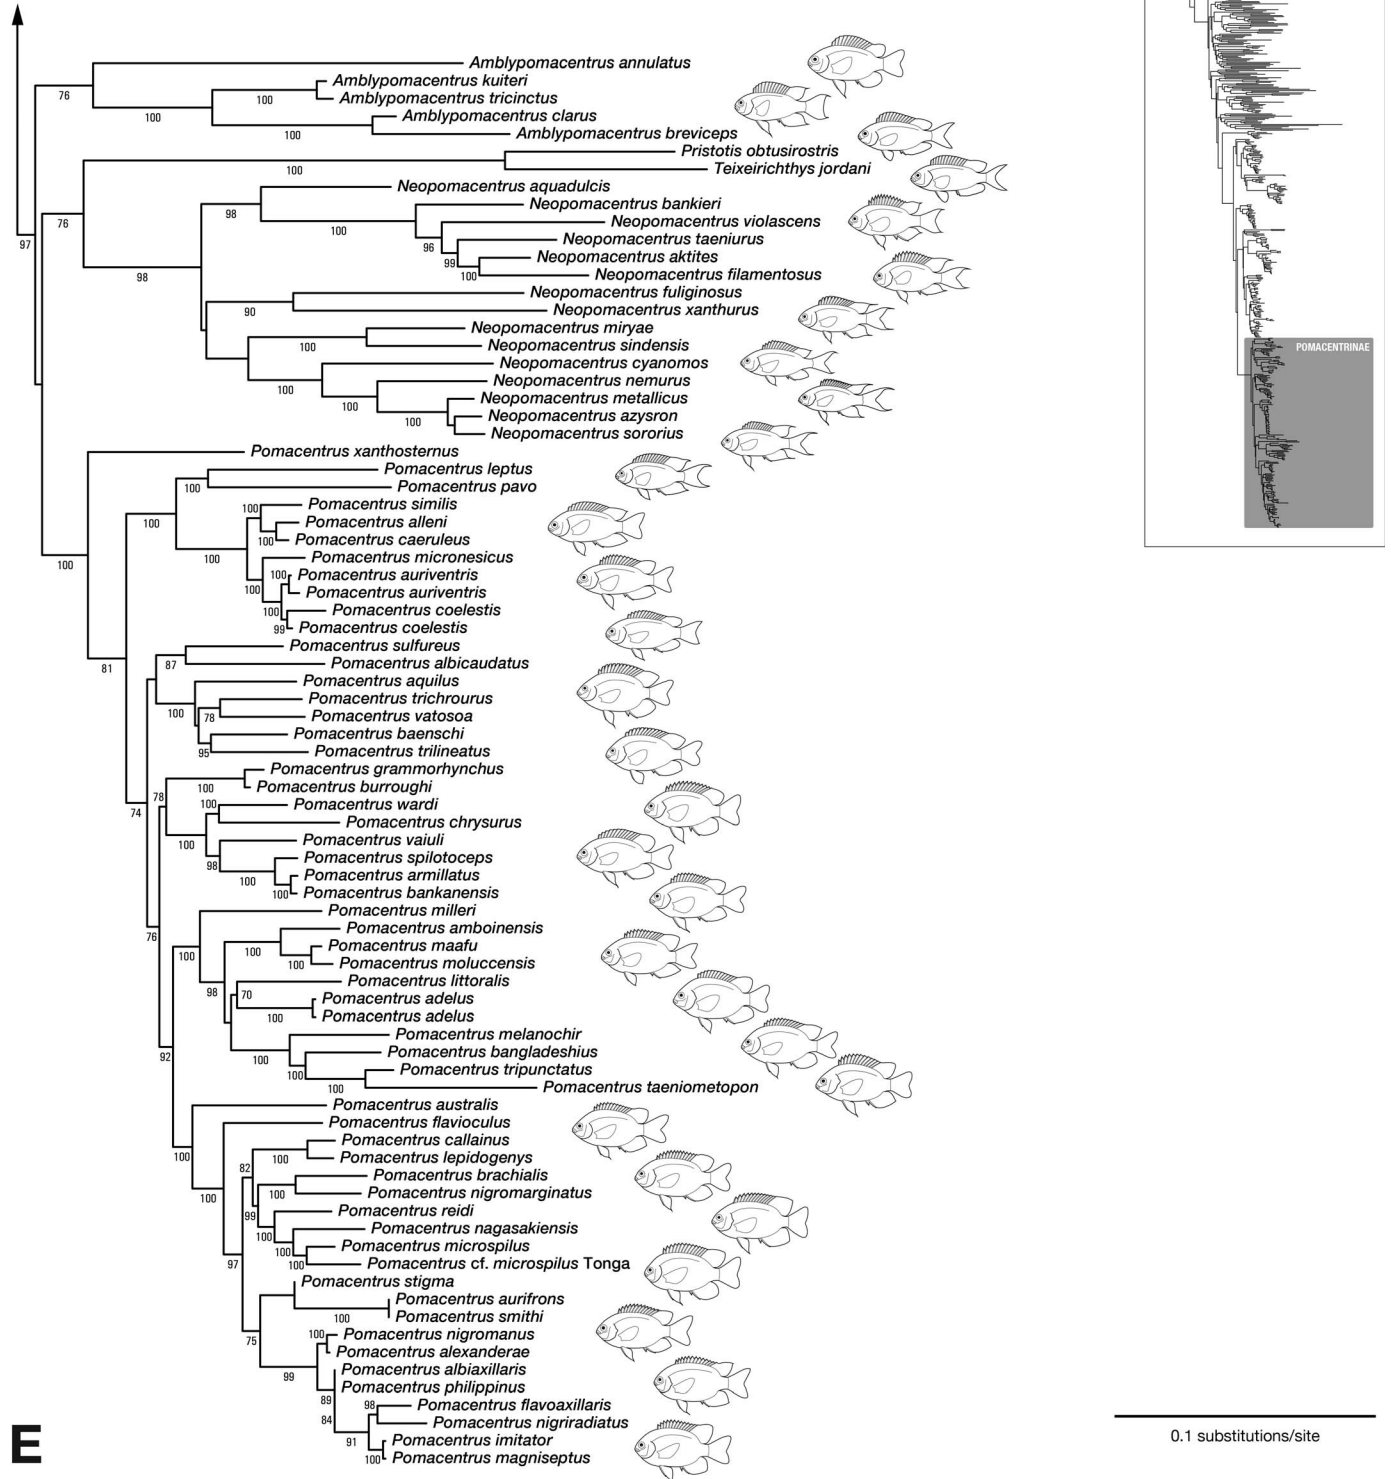 POMACENTRINAE
Amblypomacentrus annulatus
76
Amblypomacentrus kuiteri
100
Amblypomacentrus tricinctus
100
Amblypomacentrus clarus
100
Amblypomacentrus breviceps
Pristotis obtusirostris
100
Teixeirichthys jordani
Neopomacentrus aquadulcis
98
Neopomacentrus bankieri
76
Neopomacentrus violascens
100
97
Neopomacentrus taeniurus
96
Neopomacentrus aktites
99
Neopomacentrus filamentosus
100
98
Neopomacentrus fuliginosus
90
Neopomacentrus xanthurus
Neopomacentrus miryae
100
Neopomacentrus sindensis
Neopomacentrus cyanomos
100
Neopomacentrus nemurus
Neopomacentrus metallicus
100
Neopomacentrus azysron
100
Neopomacentrus sororius
Pomacentrus xanthosternus
Pomacentrus leptus
100
Pomacentrus pavo
Pomacentrus similis
100
Pomacentrus alleni
100
Pomacentrus caeruleus
100
Pomacentrus micronesicus
100
100
Pomacentrus auriventris
100
100
Pomacentrus auriventris
Pomacentrus coelestis
100
Pomacentrus coelestis
99
Pomacentrus sulfureus
87
Pomacentrus albicaudatus
81
Pomacentrus aquilus
Pomacentrus trichrourus
100
78
Pomacentrus vatosoa
Pomacentrus baenschi
95
Pomacentrus trilineatus
Pomacentrus grammorhynchus
100
Pomacentrus burroughi
78
Pomacentrus wardi
100
74
Pomacentrus chrysurus
Pomacentrus vaiuli
100
Pomacentrus spilotoceps
98
Pomacentrus armillatus
100
Pomacentrus bankanensis
100
Pomacentrus milleri
Pomacentrus amboinensis
76
Pomacentrus maafu
100
100
Pomacentrus moluccensis
100
Pomacentrus littoralis
98
70
Pomacentrus adelus
100
Pomacentrus adelus
Pomacentrus melanochir
Pomacentrus bangladeshius
92
100
Pomacentrus tripunctatus
100
Pomacentrus taeniometopon
100
Pomacentrus australis
Pomacentrus flavioculus
Pomacentrus callainus
100
Pomacentrus lepidogenys
100
82
Pomacentrus brachialis
100
Pomacentrus nigromarginatus
100
Pomacentrus reidi
99
Pomacentrus nagasakiensis
100
Pomacentrus microspilus
100
Pomacentrus cf. microspilus Tonga
100
97
Pomacentrus stigma
Pomacentrus aurifrons
100
Pomacentrus smithi
Pomacentrus nigromanus
100
75
Pomacentrus alexanderae
Pomacentrus albiaxillaris
99
Pomacentrus philippinus
89
Pomacentrus flavoaxillaris
98
Pomacentrus nigriradiatus
84
Pomacentrus imitator
91
Pomacentrus magniseptus
100
E
0.1 substitutions/site